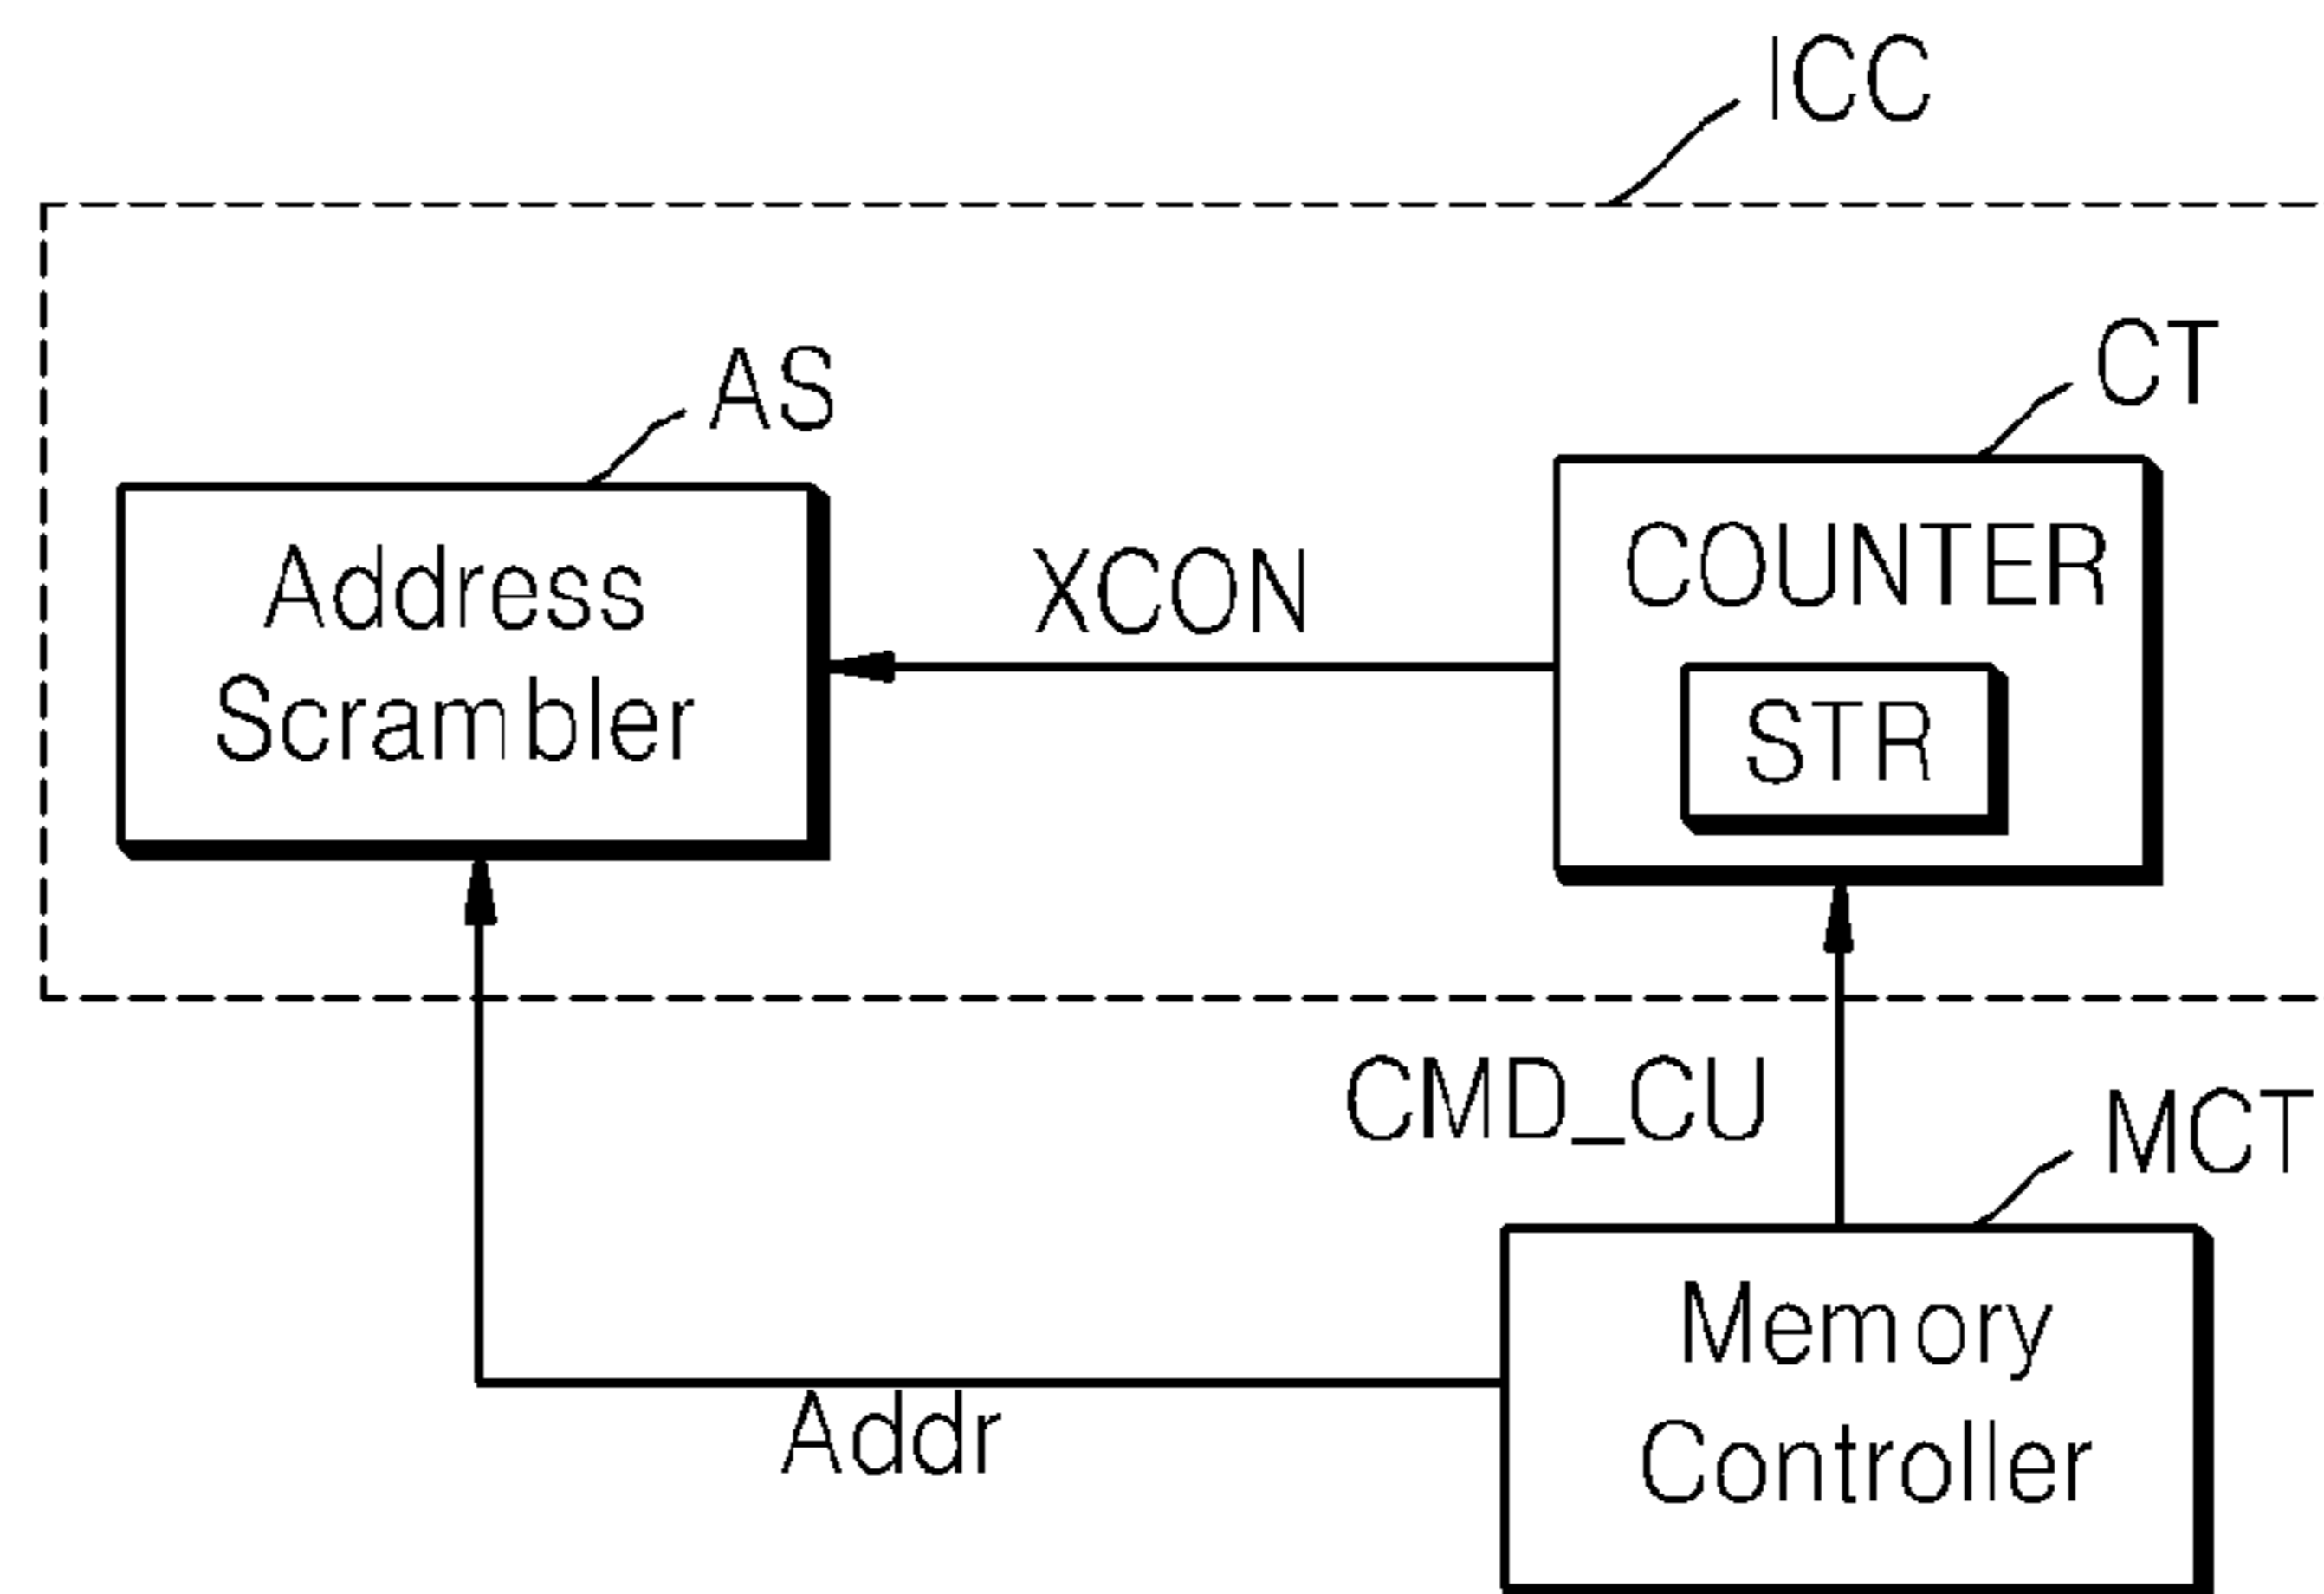 ICC
CT
AS
COUNTER
Address
Scrambler
XCON
STR
CMD_CU
MCT
Memory
Controller
Addr